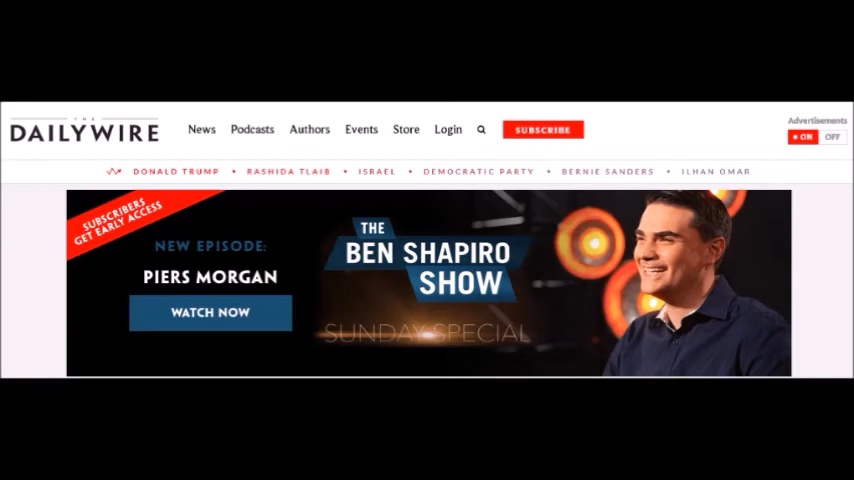 THE
DAILYWIRE
News Podcasts Authors Events Store Login SUBSCRIBE
Advertisements
ON OFF
DONALD TRUMP • RASHIDA TLAIB • ISRAEL • DEMOCRATIC PARTY • BERNIE SANDERS • ILHAN OMAR
SUBSCRIBERS
GET EARLY ACCESS
NEW EPISODE:
PIERS MORGAN
WATCH NOW
THE
BEN SHAPIRO
SHOW
SUNDAY SPECIAL